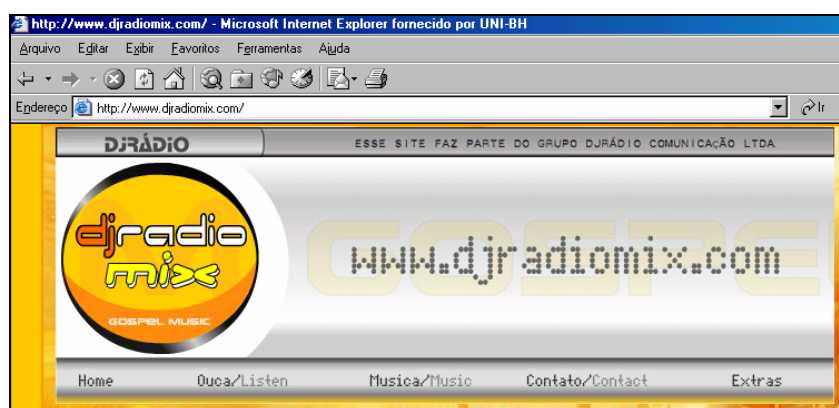 http://www.djradiomix.com/ - Microsoft Internet Explorer fornecido por UNI-BH
Arquivo Editar Exibir Favoritos Ferramentas Ajuda
Endereço http://www.djradiomix.com/ Ir
DJRÁDiO ESSE SITE FAZ PARTE DO GRUPO DJRÁDIO COMUNICAçÃO LTDA
GOSPE
djradio
www.djradiomix.com
mix
GOSPEL MUSIC
Home Ouca/Listen Musica/Music Contato/Contact Extras